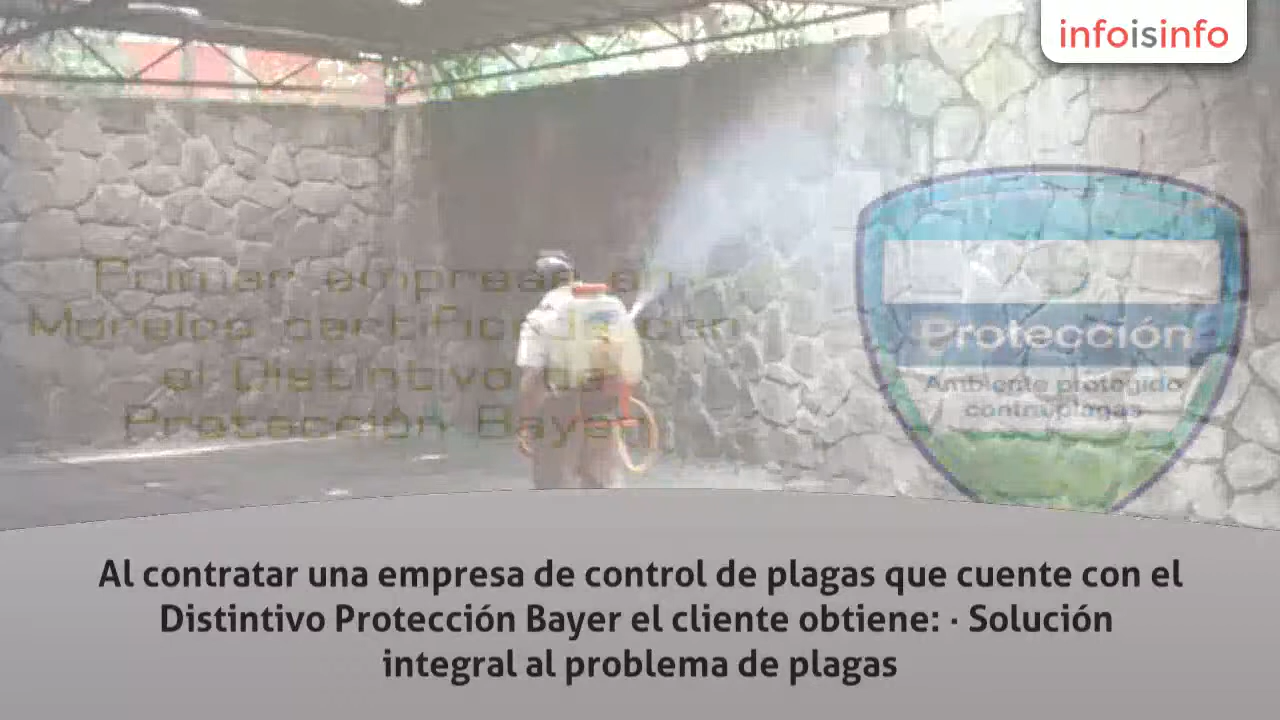 infoisinfo
Primer empresa en
Morelos certificada con
el Distintivo de
Protección Bayer
Protección
Ambiente protegido
contra plagas
Al contratar una empresa de control de plagas que cuente con el
Distintivo Protección Bayer el cliente obtiene: · Solución
integral al problema de plagas